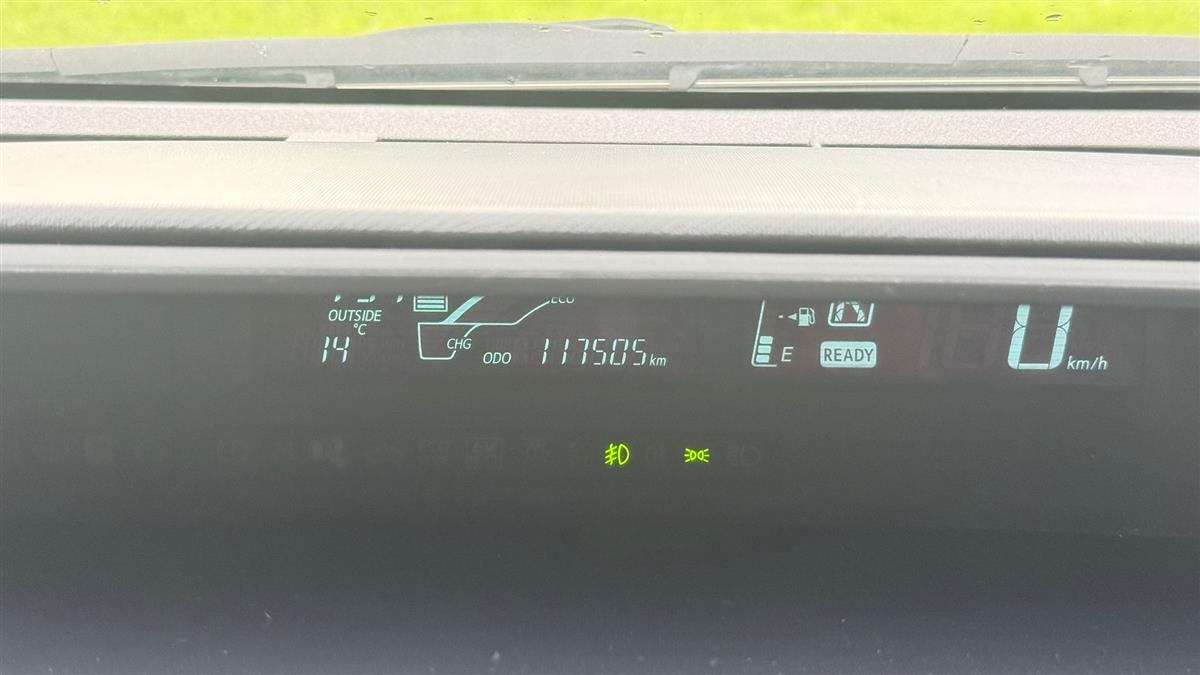 ECO
OUTSIDE
°C
14
CHG
ODO 117505 km
E
READY
0 km/h